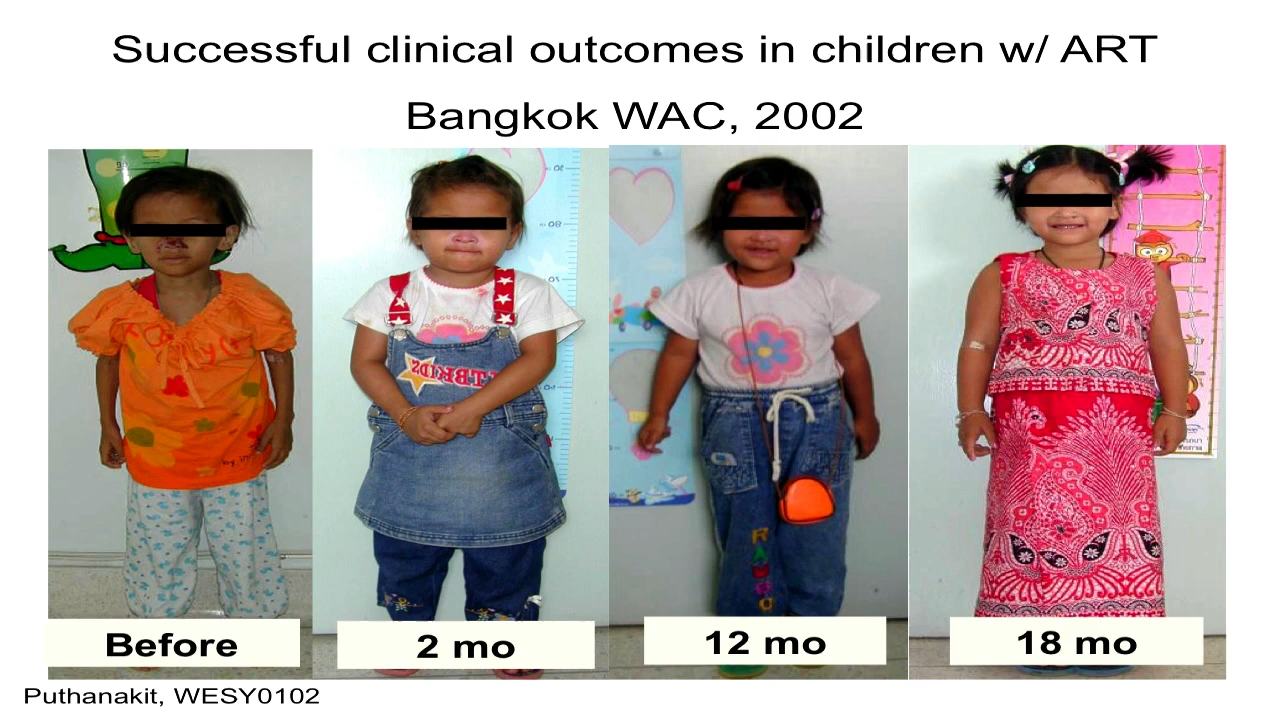 Successful clinical outcomes in children w/ ART
Bangkok WAC, 2002
Before
2 mo
12 mo
18 mo
Puthanakit, WESY0102